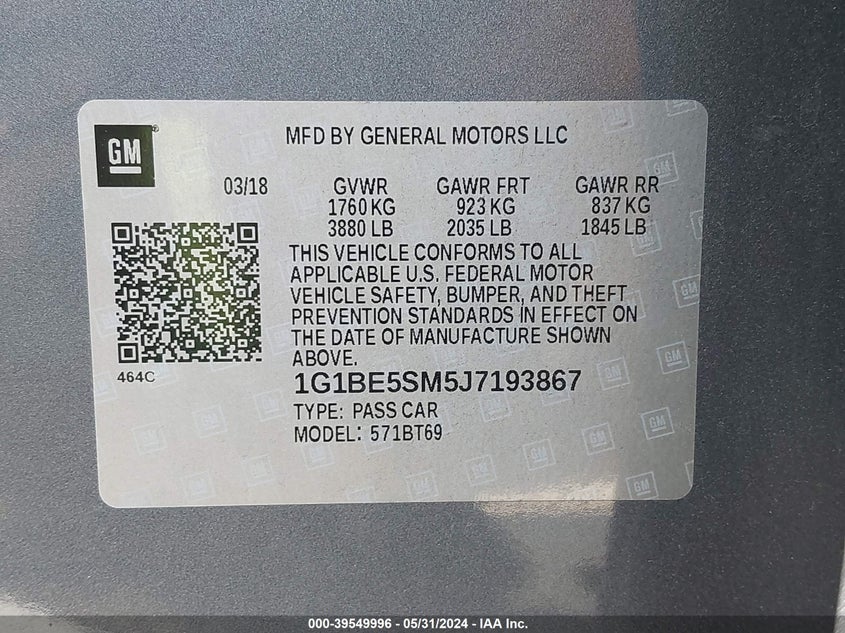 GM
MFD BY GENERAL MOTORS LLC
03/18 GVWR GAWR FRT GAWR RR
1760 KG 923 KG 837 KG
3880 LB 2035 LB 1845 LB
THIS VEHICLE CONFORMS TO ALL
APPLICABLE U.S. FEDERAL MOTOR
VEHICLE SAFETY, BUMPER, AND THEFT
PREVENTION STANDARDS IN EFFECT ON
THE DATE OF MANUFACTURE SHOWN
ABOVE.
464C
1G1BE5SM5J7193867
TYPE: PASS CAR
MODEL: 571BT69
000-39549996 - 05/31/2024 - IAA Inc.